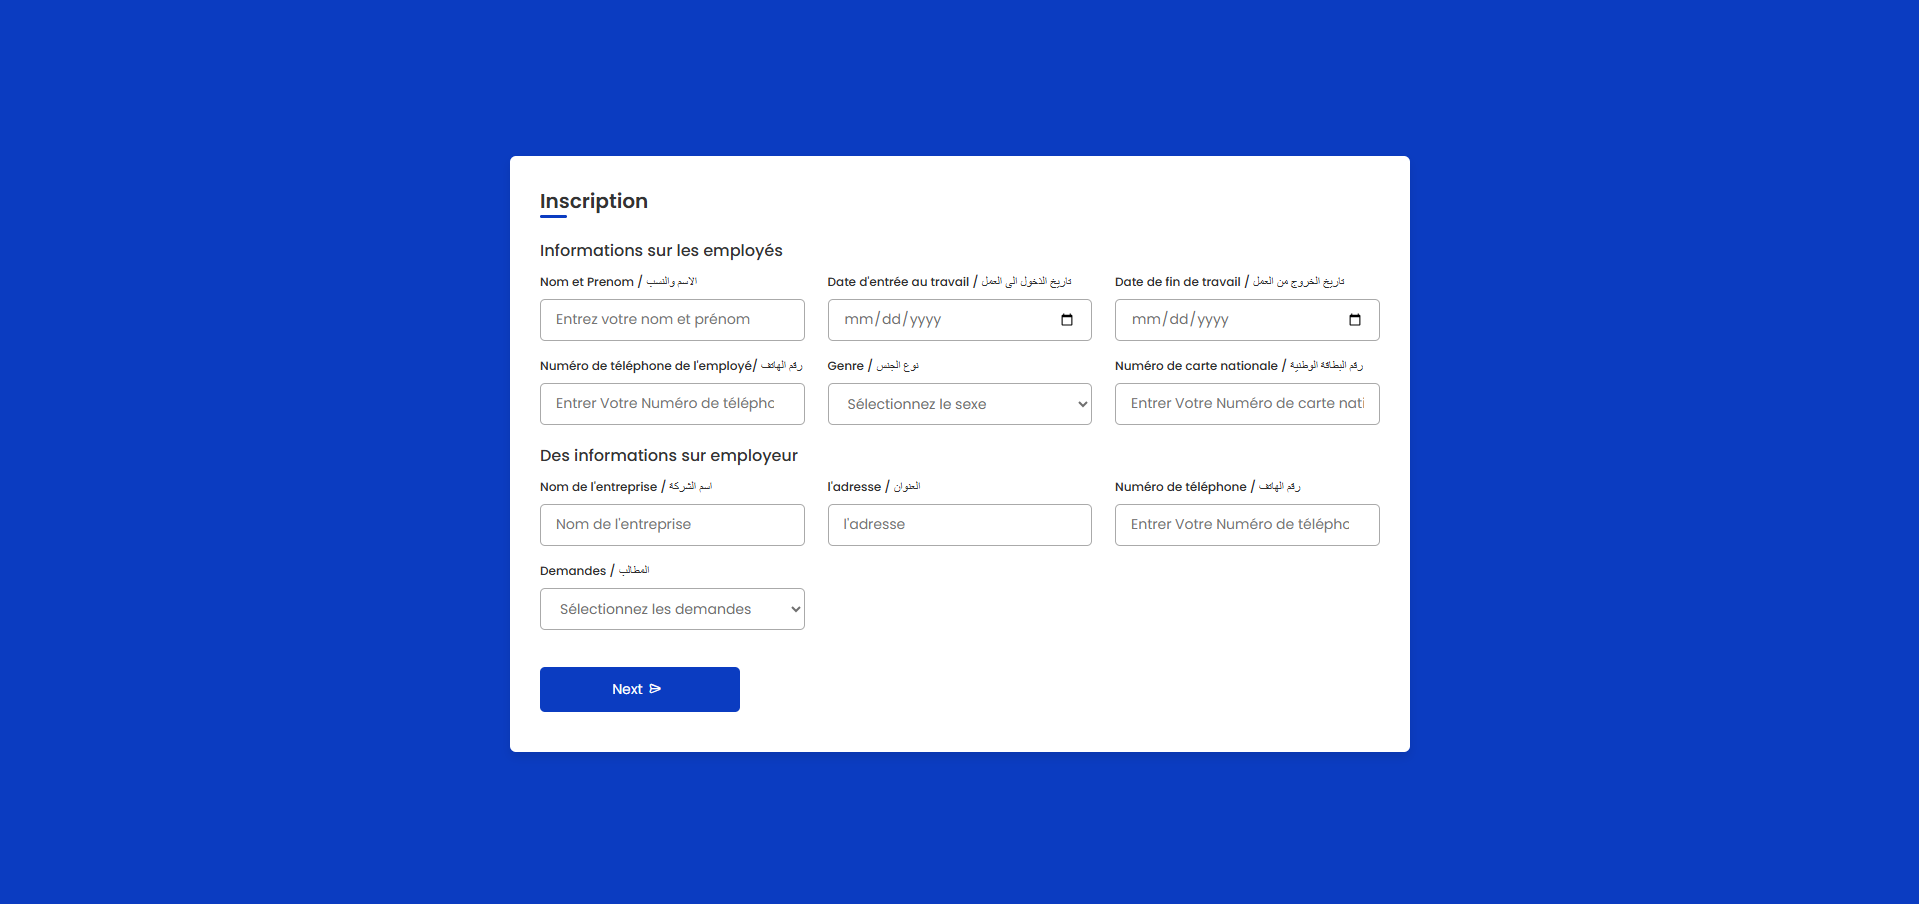 Inscription
Informations sur les employés
Nom et Prenom / الاسم والنسب
Date d'entrée au travail / تاريخ الدخول الى العمل
Date de fin de travail / تاريخ الخروج من العمل
Entrez votre nom et prénom
mm/dd/yyyy
mm/dd/yyyy
Numéro de téléphone de l'employé/ رقم الهاتف
Genre / نوع الجنس
Numéro de carte nationale / رقم البطاقة الوطنية
Entrer Votre Numéro de télépho
Sélectionnez le sexe
Entrer Votre Numéro de carte nati
Des informations sur employeur
Nom de l'entreprise / اسم الشركة
l'adresse / العنوان
Numéro de téléphone / رقم الهاتف
Nom de l'entreprise
l'adresse
Entrer Votre Numéro de télépho
Demandes / المطالب
Sélectionnez les demandes
Next